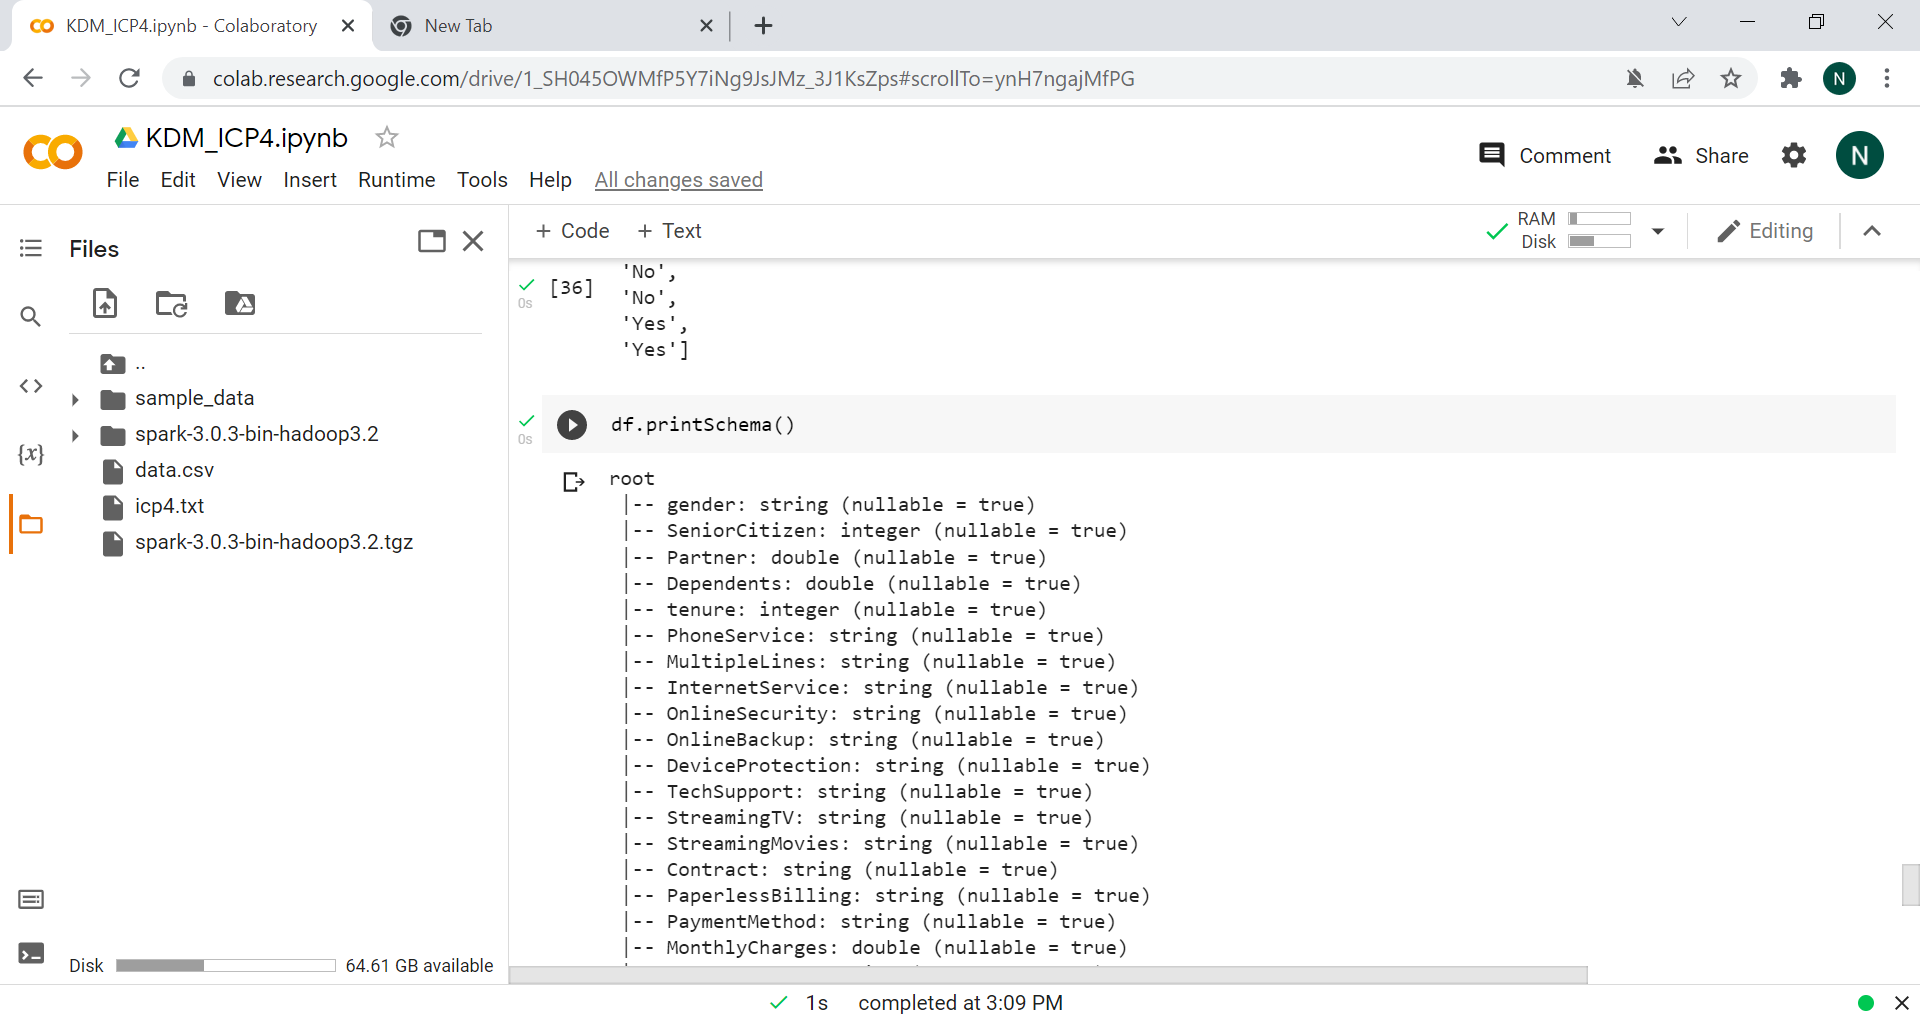 KDM_ICP4.ipynb - Colaboratory
New Tab
colab.research.google.com/drive/1_SH045OWMfP5Y7iNg9JsJMz_3J1KsZps#scrollTo=ynH7ngajMfPG
N
KDM_ICP4.ipynb
File Edit View Insert Runtime Tools Help All changes saved
Comment
Share
N
Files
+ Code + Text
RAM
Disk
Editing
..
sample_data
spark-3.0.3-bin-hadoop3.2
data.csv
icp4.txt
spark-3.0.3-bin-hadoop3.2.tgz
{x}
Disk 64.61 GB available
0s
[36]
'No',
'No',
'Yes',
'Yes']
0s
df.printSchema()
root
|-- gender: string (nullable = true)
|-- SeniorCitizen: integer (nullable = true)
|-- Partner: double (nullable = true)
|-- Dependents: double (nullable = true)
|-- tenure: integer (nullable = true)
|-- PhoneService: string (nullable = true)
|-- MultipleLines: string (nullable = true)
|-- InternetService: string (nullable = true)
|-- OnlineSecurity: string (nullable = true)
|-- OnlineBackup: string (nullable = true)
|-- DeviceProtection: string (nullable = true)
|-- TechSupport: string (nullable = true)
|-- StreamingTV: string (nullable = true)
|-- StreamingMovies: string (nullable = true)
|-- Contract: string (nullable = true)
|-- PaperlessBilling: string (nullable = true)
|-- PaymentMethod: string (nullable = true)
|-- MonthlyCharges: double (nullable = true)
1s completed at 3:09 PM